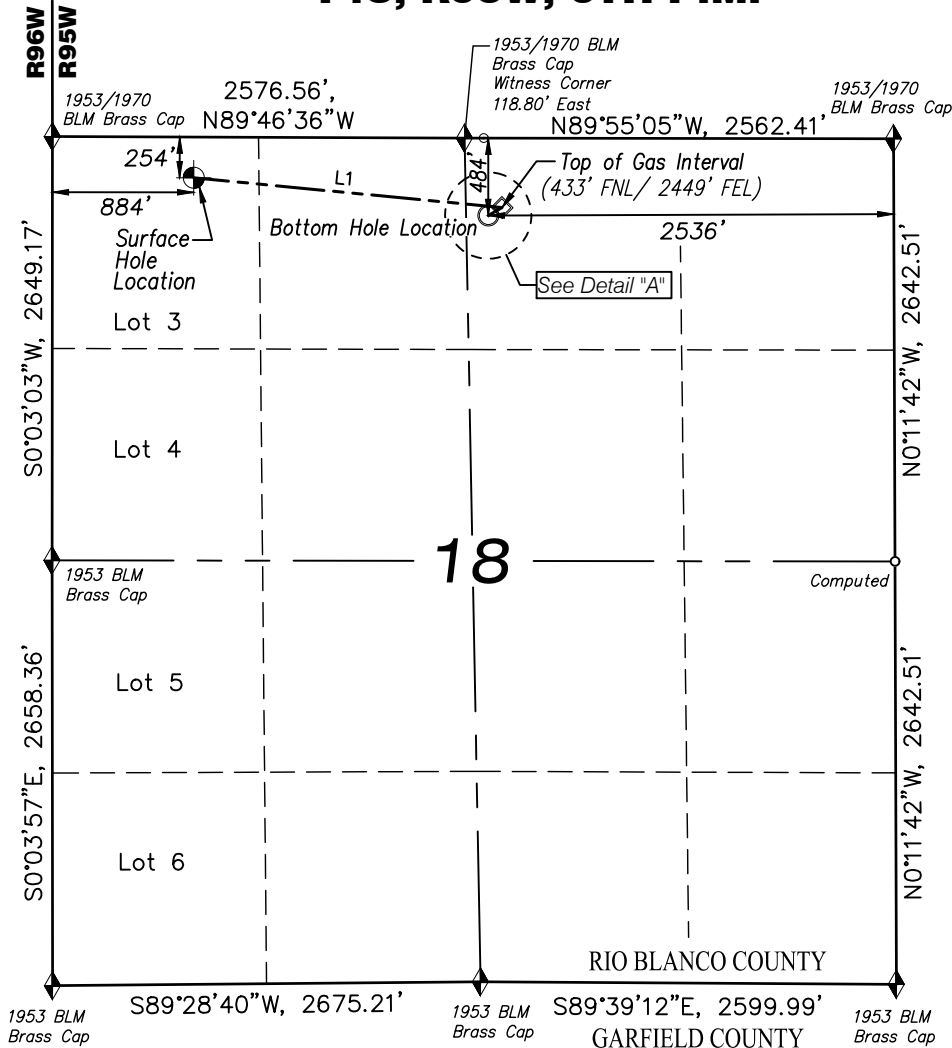 R96W
R95W
1953/1970
BLM Brass Cap
2576.56',
N89°46'36"W
1953/1970 BLM
Brass Cap
Witness Corner
118.80' East
N89°55'05"W, 2562.41'
1953/1970
BLM Brass Cap
254'
884'
L1
484'
Top of Gas Interval
(433' FNL/ 2449' FEL)
Surface
Hole
Location
Bottom Hole Location
2536'
See Detail "A"
S0°03'03"W, 2649.17'
N0°11'42"W, 2642.51'
Lot 3
Lot 4
18
1953 BLM
Brass Cap
Computed
Lot 5
S0°03'57"E, 2658.36'
N0°11'42"W, 2642.51'
Lot 6
RIO BLANCO COUNTY
S89°28'40"W, 2675.21'
S89°39'12"E, 2599.99'
1953 BLM
Brass Cap
1953 BLM
Brass Cap
GARFIELD COUNTY
1953 BLM
Brass Cap